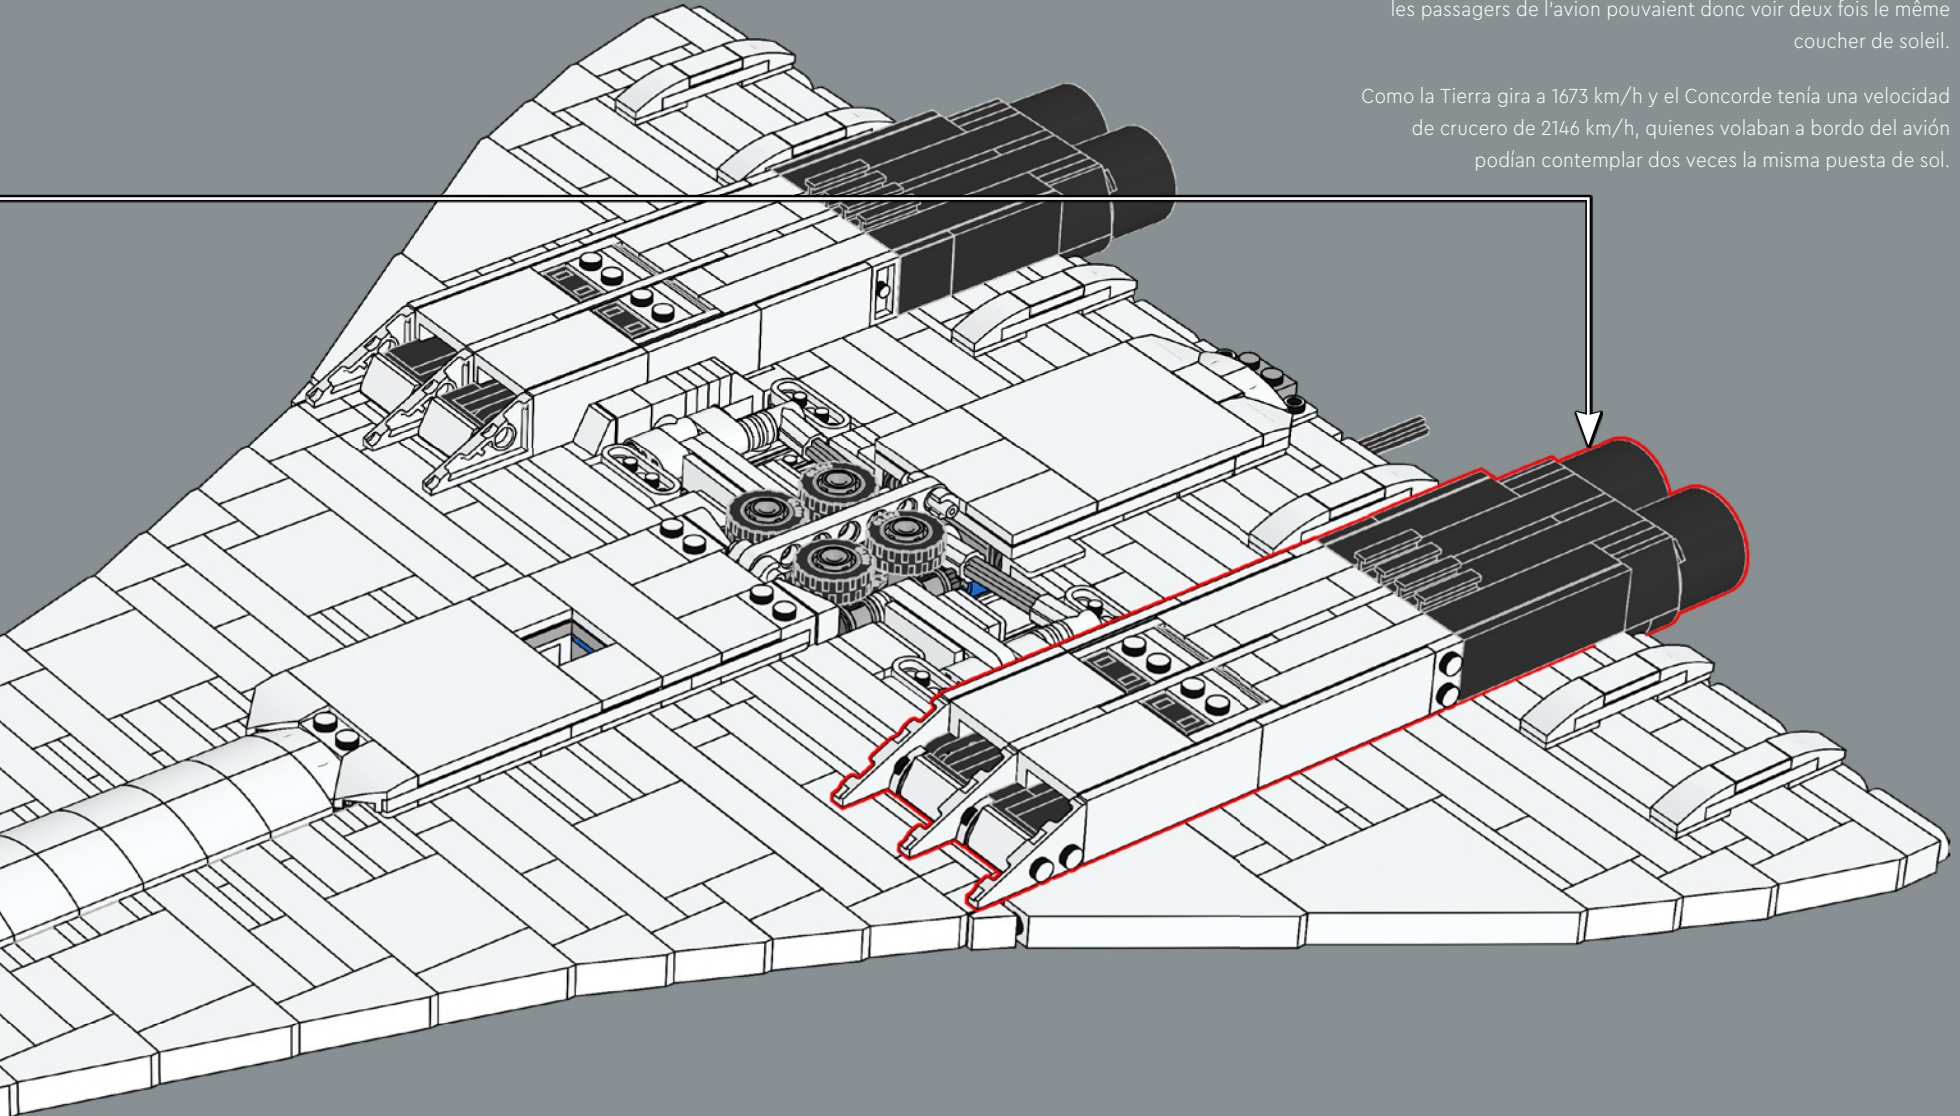 les passagers de l'avion pouvaient donc voir deux fois le même
coucher de soleil.
Como la Tierra gira a 1673 km/h y el Concorde tenía una velocidad
de crucero de 2146 km/h, quienes volaban a bordo del avión
podían contemplar dos veces la misma puesta de sol.